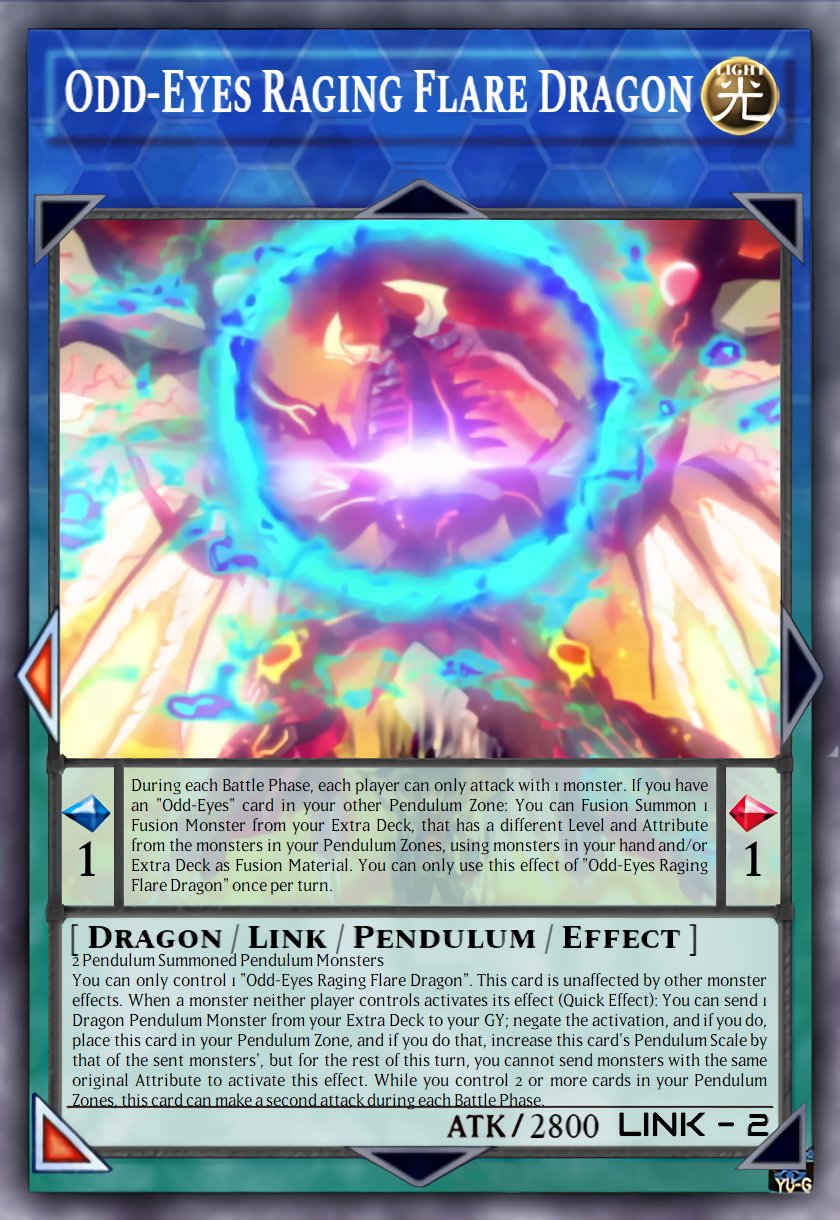 ODD-EYES RAGING FLARE DRAGON
LIGHT
光
During each Battle Phase, each player can only attack with 1 monster. If you have
an "Odd-Eyes" card in your other Pendulum Zone: You can Fusion Summon 1
Fusion Monster from your Extra Deck, that has a different Level and Attribute
from the monsters in your Pendulum Zones, using monsters in your hand and/or
Extra Deck as Fusion Material. You can only use this effect of "Odd-Eyes Raging
Flare Dragon" once per turn.
1
1
[ DRAGON / LINK / PENDULUM / EFFECT ]
2 Pendulum Summoned Pendulum Monsters
You can only control 1 "Odd-Eyes Raging Flare Dragon". This card is unaffected by other monster
effects. When a monster neither player controls activates its effect (Quick Effect): You can send 1
Dragon Pendulum Monster from your Extra Deck to your GY; negate the activation, and if you do,
place this card in your Pendulum Zone, and if you do that, increase this card's Pendulum Scale by
that of the sent monsters', but for the rest of this turn, you cannot send monsters with the same
original Attribute to activate this effect. While you control 2 or more cards in your Pendulum
Zones, this card can make a second attack during each Battle Phase.
ATK / 2800 LINK - 2
YU-G